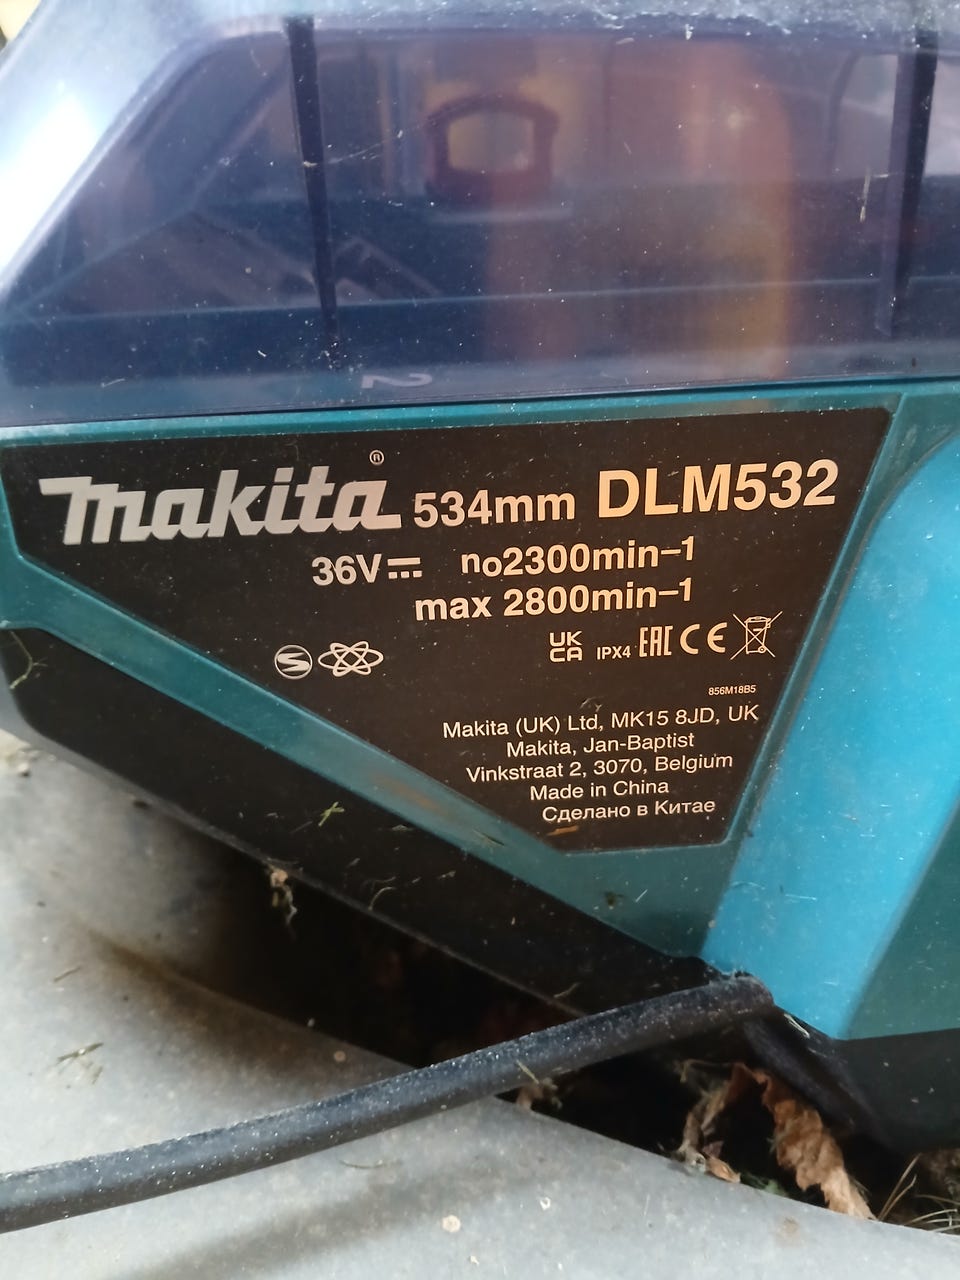 2
makita® 534mm DLM532
36V⎓ no2300min–1
max 2800min–1
UK
CA IPX4 EAC CE
856M18B5
Makita (UK) Ltd, MK15 8JD, UK
Makita, Jan-Baptist
Vinkstraat 2, 3070, Belgium
Made in China
Сделано в Китае